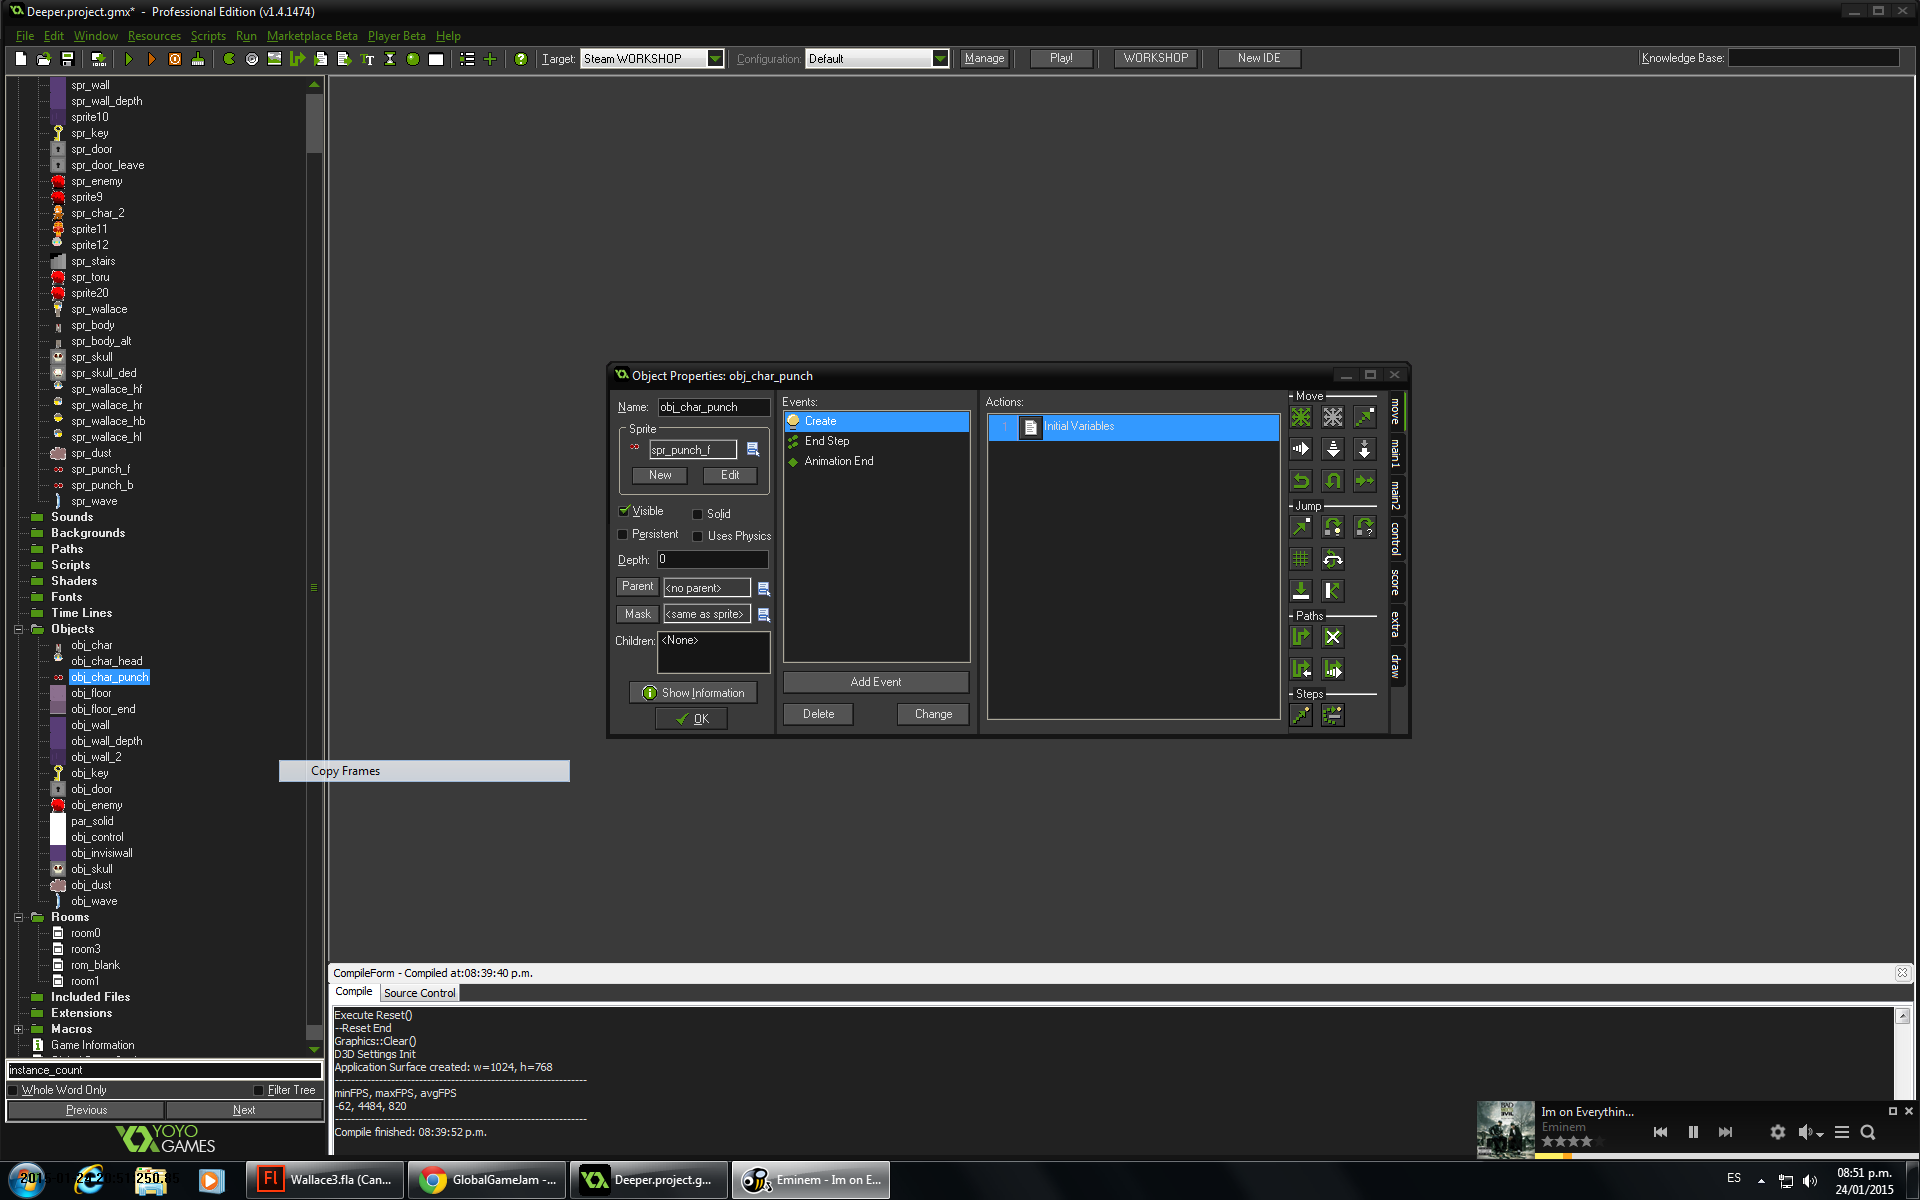 Deeper.project.gmx* - Professional Edition (v1.4.1474)
File Edit Window Resources Scripts Run Marketplace Beta Player Beta Help
Target: Steam WORKSHOP Configuration: Default Manage Play! WORKSHOP New IDE Knowledge Base:
spr_wall
spr_wall_depth
sprite10
spr_key
spr_door
spr_door_leave
spr_enemy
sprite9
spr_char_2
sprite11
sprite12
spr_stairs
spr_toru
sprite20
spr_wallace
spr_body
spr_body_alt
spr_skull
spr_skull_ded
spr_wallace_hf
spr_wallace_hr
spr_wallace_hb
spr_wallace_hl
spr_dust
spr_punch_f
spr_punch_b
spr_wave
Sounds
Backgrounds
Paths
Scripts
Shaders
Fonts
Time Lines
Objects
obj_char
obj_char_head
obj_char_punch
obj_floor
obj_floor_end
obj_wall
obj_wall_depth
obj_wall_2
obj_key
obj_door
obj_enemy
par_solid
obj_control
obj_invisiwall
obj_skull
obj_dust
obj_wave
Rooms
room0
room3
rom_blank
room1
Included Files
Extensions
Macros
Game Information
instance_count
Whole Word Only Filter Tree
Previous Next
YOYO
GAMES
Copy Frames
Object Properties: obj_char_punch
Name: obj_char_punch
Sprite
spr_punch_f
New Edit
Visible Solid
Persistent Uses Physics
Depth: 0
Parent <no parent>
Mask <same as sprite>
Children: <None>
Show Information
OK
Events:
Create
End Step
Animation End
Add Event
Delete Change
Actions:
1 Initial Variables
Move
Jump
Paths
Steps
move
main1
main2
control
score
extra
draw
CompileForm - Compiled at:08:39:40 p.m.
Compile Source Control
Execute Reset()
--Reset End
Graphics::Clear()
D3D Settings Init
Application Surface created: w=1024, h=768
minFPS, maxFPS, avgFPS
-62, 4484, 820
Compile finished: 08:39:52 p.m.
Im on Everythin...
Eminem
Wallace3.fla (Can...
GlobalGameJam -...
Deeper.project.g...
Eminem - Im on E...
ES
08:51 p.m.
24/01/2015